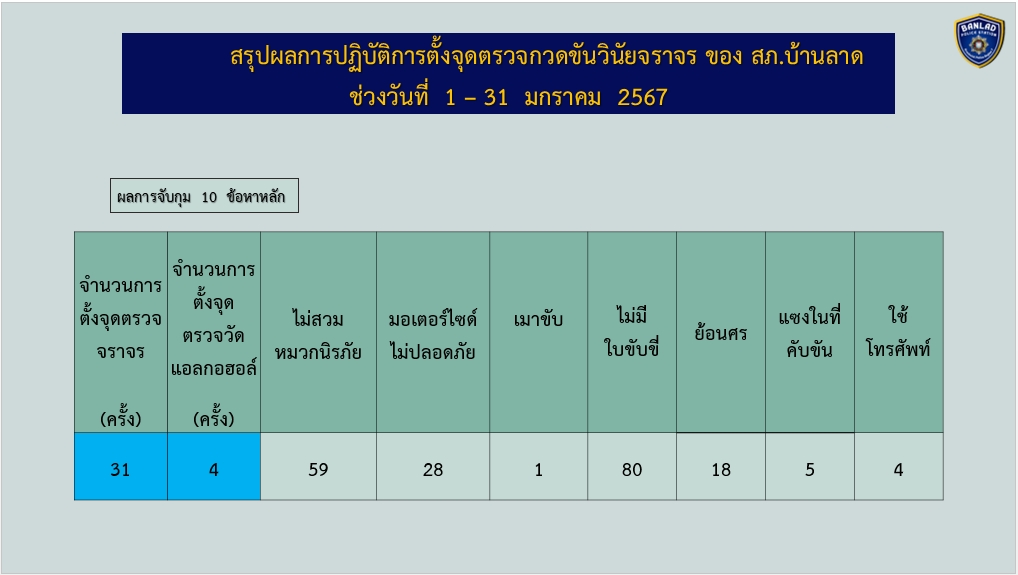 BANLAD
POLICE STATION
สรุปผลการปฏิบัติการตั้งจุดตรวจกวดขันวินัยจราจร ของ สภ.บ้านลาด
ช่วงวันที่ 1 – 31 มกราคม 2567
ผลการจับกุม 10 ข้อหาหลัก
จำนวนการ
ตั้งจุดตรวจ
จราจร
(ครั้ง)
จำนวนการ
ตั้งจุด
ตรวจวัด
แอลกอฮอล์
(ครั้ง)
ไม่สวม
หมวกนิรภัย
มอเตอร์ไซด์
ไม่ปลอดภัย
เมาขับ
ไม่มี
ใบขับขี่
ย้อนศร
แซงในที่
คับขัน
ใช้
โทรศัพท์
31 4 59 28 1 80 18 5 4